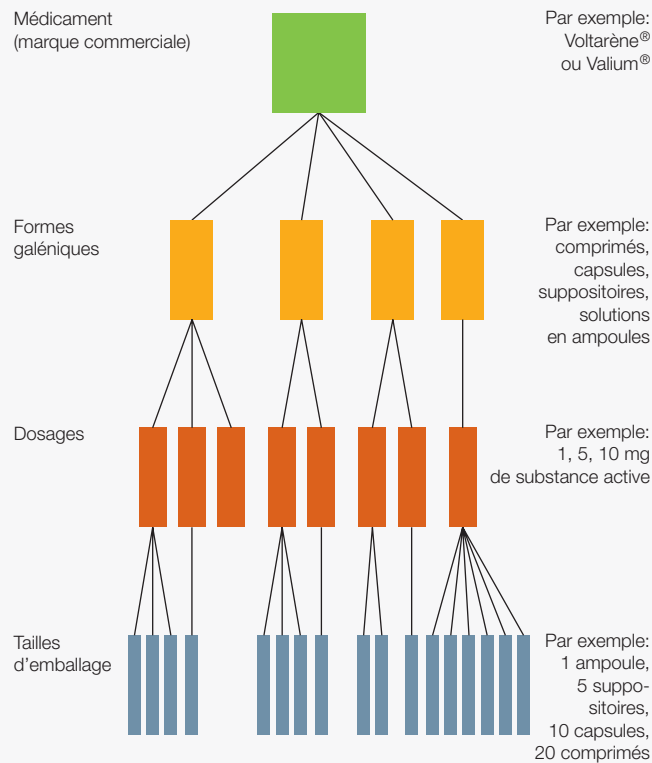 Médicament
(marque commerciale)
Par exemple:
Voltarène®
ou Valium®
Formes
galéniques
Par exemple:
comprimés,
capsules,
suppositoires,
solutions
en ampoules
Dosages
Par exemple:
1, 5, 10 mg
de substance active
Tailles
d’emballage
Par exemple:
1 ampoule,
5 suppo-
sitoires,
10 capsules,
20 comprimés